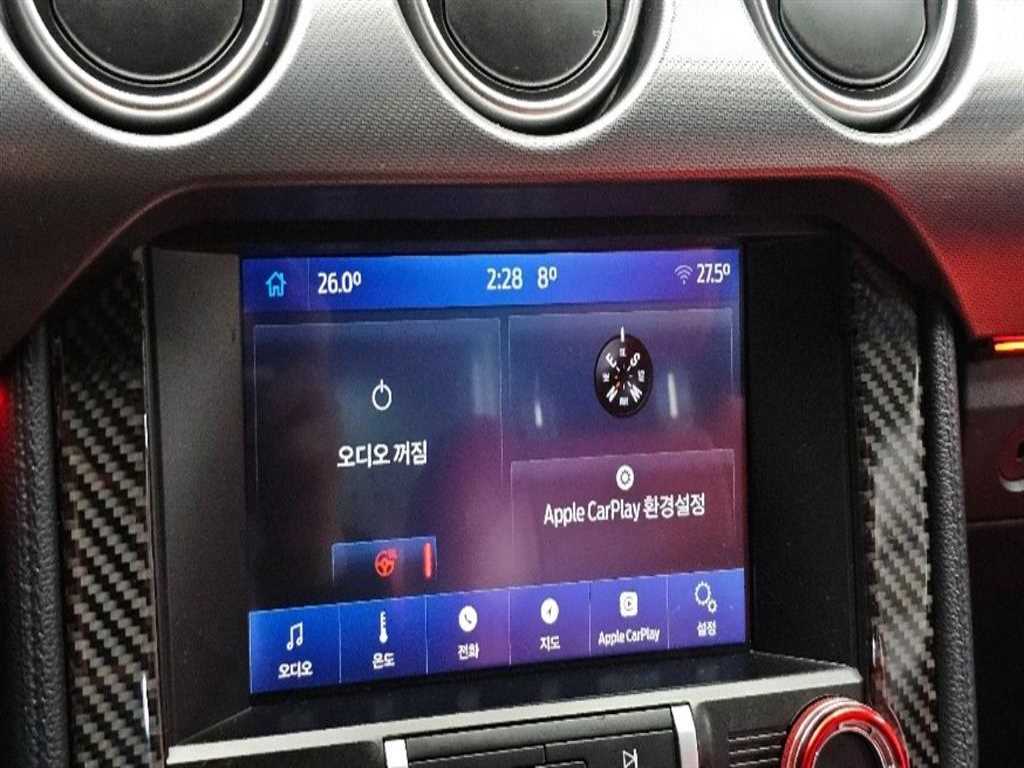 26.0º 2:28 8º 27.5º
오디오 꺼짐
E S
SE
Apple CarPlay 환경설정
오디오 온도 전화 지도 Apple CarPlay 설정